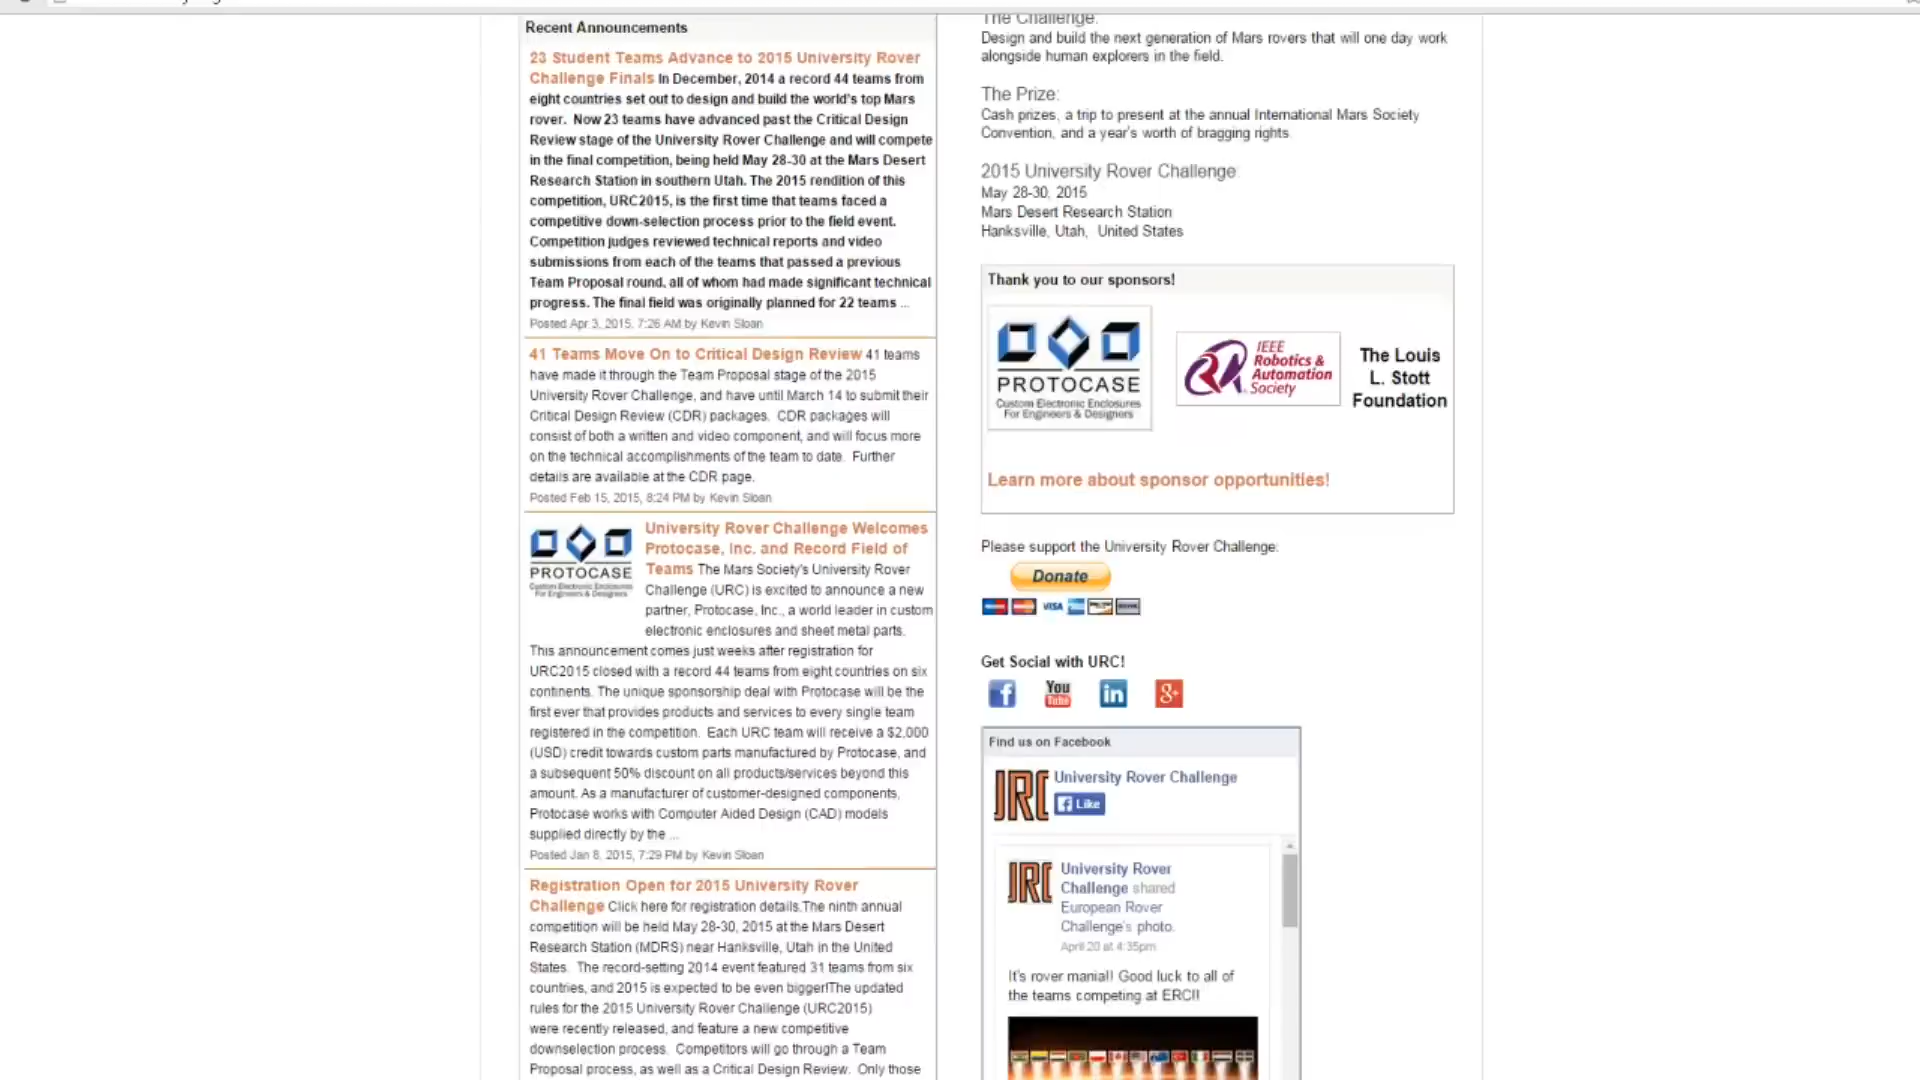 Recent Announcements
23 Student Teams Advance to 2015 University Rover
Challenge Finals In December, 2014 a record 44 teams from
eight countries set out to design and build the world's top Mars
rover. Now 23 teams have advanced past the Critical Design
Review stage of the University Rover Challenge and will compete
in the final competition, being held May 28-30 at the Mars Desert
Research Station in southern Utah. The 2015 rendition of this
competition, URC2015, is the first time that teams faced a
competitive down-selection process prior to the field event.
Competition judges reviewed technical reports and video
submissions from each of the teams that passed a previous
Team Proposal round, all of whom had made significant technical
progress. The final field was originally planned for 22 teams ...
Posted Apr 3, 2015, 7:26 AM by Kevin Sloan
41 Teams Move On to Critical Design Review 41 teams
have made it through the Team Proposal stage of the 2015
University Rover Challenge, and have until March 14 to submit their
Critical Design Review (CDR) packages. CDR packages will
consist of both a written and video component, and will focus more
on the technical accomplishments of the team to date. Further
details are available at the CDR page.
Posted Feb 15, 2015, 8:24 PM by Kevin Sloan
PROTOCASE
Custom Electronic Enclosures
For Engineers & Designers
University Rover Challenge Welcomes
Protocase, Inc. and Record Field of
Teams The Mars Society's University Rover
Challenge (URC) is excited to announce a new
partner, Protocase, Inc., a world leader in custom
electronic enclosures and sheet metal parts.
This announcement comes just weeks after registration for
URC2015 closed with a record 44 teams from eight countries on six
continents. The unique sponsorship deal with Protocase will be the
first ever that provides products and services to every single team
registered in the competition. Each URC team will receive a $2,000
(USD) credit towards custom parts manufactured by Protocase, and
a subsequent 50% discount on all products/services beyond this
amount. As a manufacturer of customer-designed components,
Protocase works with Computer Aided Design (CAD) models
supplied directly by the ...
Posted Jan 8, 2015, 7:29 PM by Kevin Sloan
Registration Open for 2015 University Rover
Challenge Click here for registration details.The ninth annual
competition will be held May 28-30, 2015 at the Mars Desert
Research Station (MDRS) near Hanksville, Utah in the United
States. The record-setting 2014 event featured 31 teams from six
countries, and 2015 is expected to be even bigger!The updated
rules for the 2015 University Rover Challenge (URC2015)
were recently released, and feature a new competitive
downselection process. Competitors will go through a Team
Proposal process, as well as a Critical Design Review. Only those
The Challenge:
Design and build the next generation of Mars rovers that will one day work
alongside human explorers in the field.
The Prize:
Cash prizes, a trip to present at the annual International Mars Society
Convention, and a year's worth of bragging rights.
2015 University Rover Challenge:
May 28-30, 2015
Mars Desert Research Station
Hanksville, Utah, United States
Thank you to our sponsors!
PROTOCASE
Custom Electronic Enclosures
For Engineers & Designers
IEEE
Robotics &
Automation
Society
The Louis
L. Stott
Foundation
Learn more about sponsor opportunities!
Please support the University Rover Challenge:
Donate
VISA
Get Social with URC!
f
You
Tube
in
g+
Find us on Facebook
URC
University Rover Challenge
f Like
URC
University Rover
Challenge shared
European Rover
Challenge's photo.
April 20 at 4:35pm
It's rover mania!! Good luck to all of
the teams competing at ERC!!